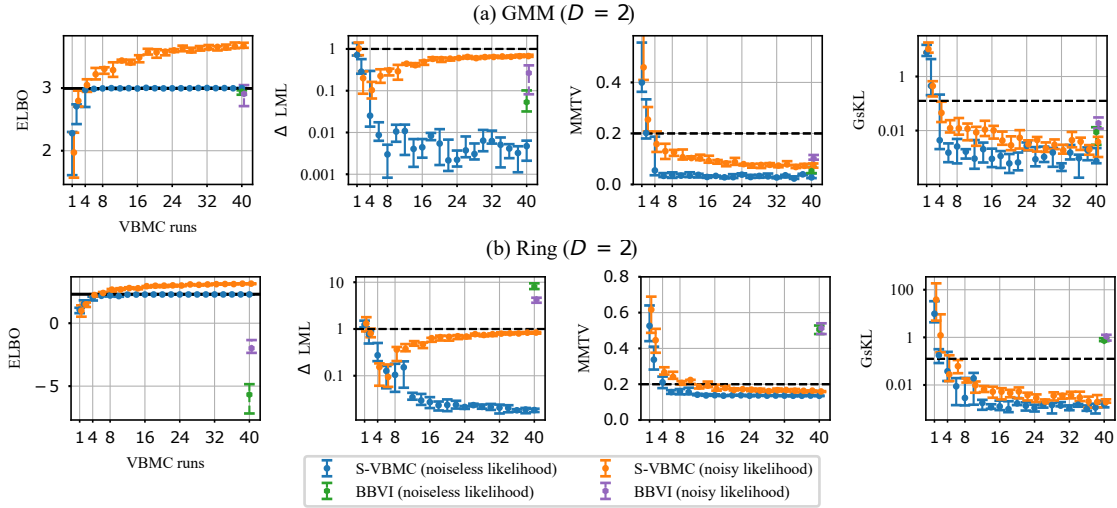 (a) GMM (D = 2)
ELBO
3
2
1 4 8 16 24 32 40
VBMC runs
Δ LML
1
0.1
0.01
0.001
1 4 8 16 24 32 40
MMTV
0.4
0.2
0.0
1 4 8 16 24 32 40
GsKL
1
0.01
1 4 8 16 24 32 40
(b) Ring (D = 2)
ELBO
0
−5
1 4 8 16 24 32 40
VBMC runs
Δ LML
10
1
0.1
1 4 8 16 24 32 40
MMTV
0.8
0.6
0.4
0.2
0.0
1 4 8 16 24 32 40
GsKL
100
1
0.01
1 4 8 16 24 32 40
S-VBMC (noiseless likelihood)
S-VBMC (noisy likelihood)
BBVI (noiseless likelihood)
BBVI (noisy likelihood)